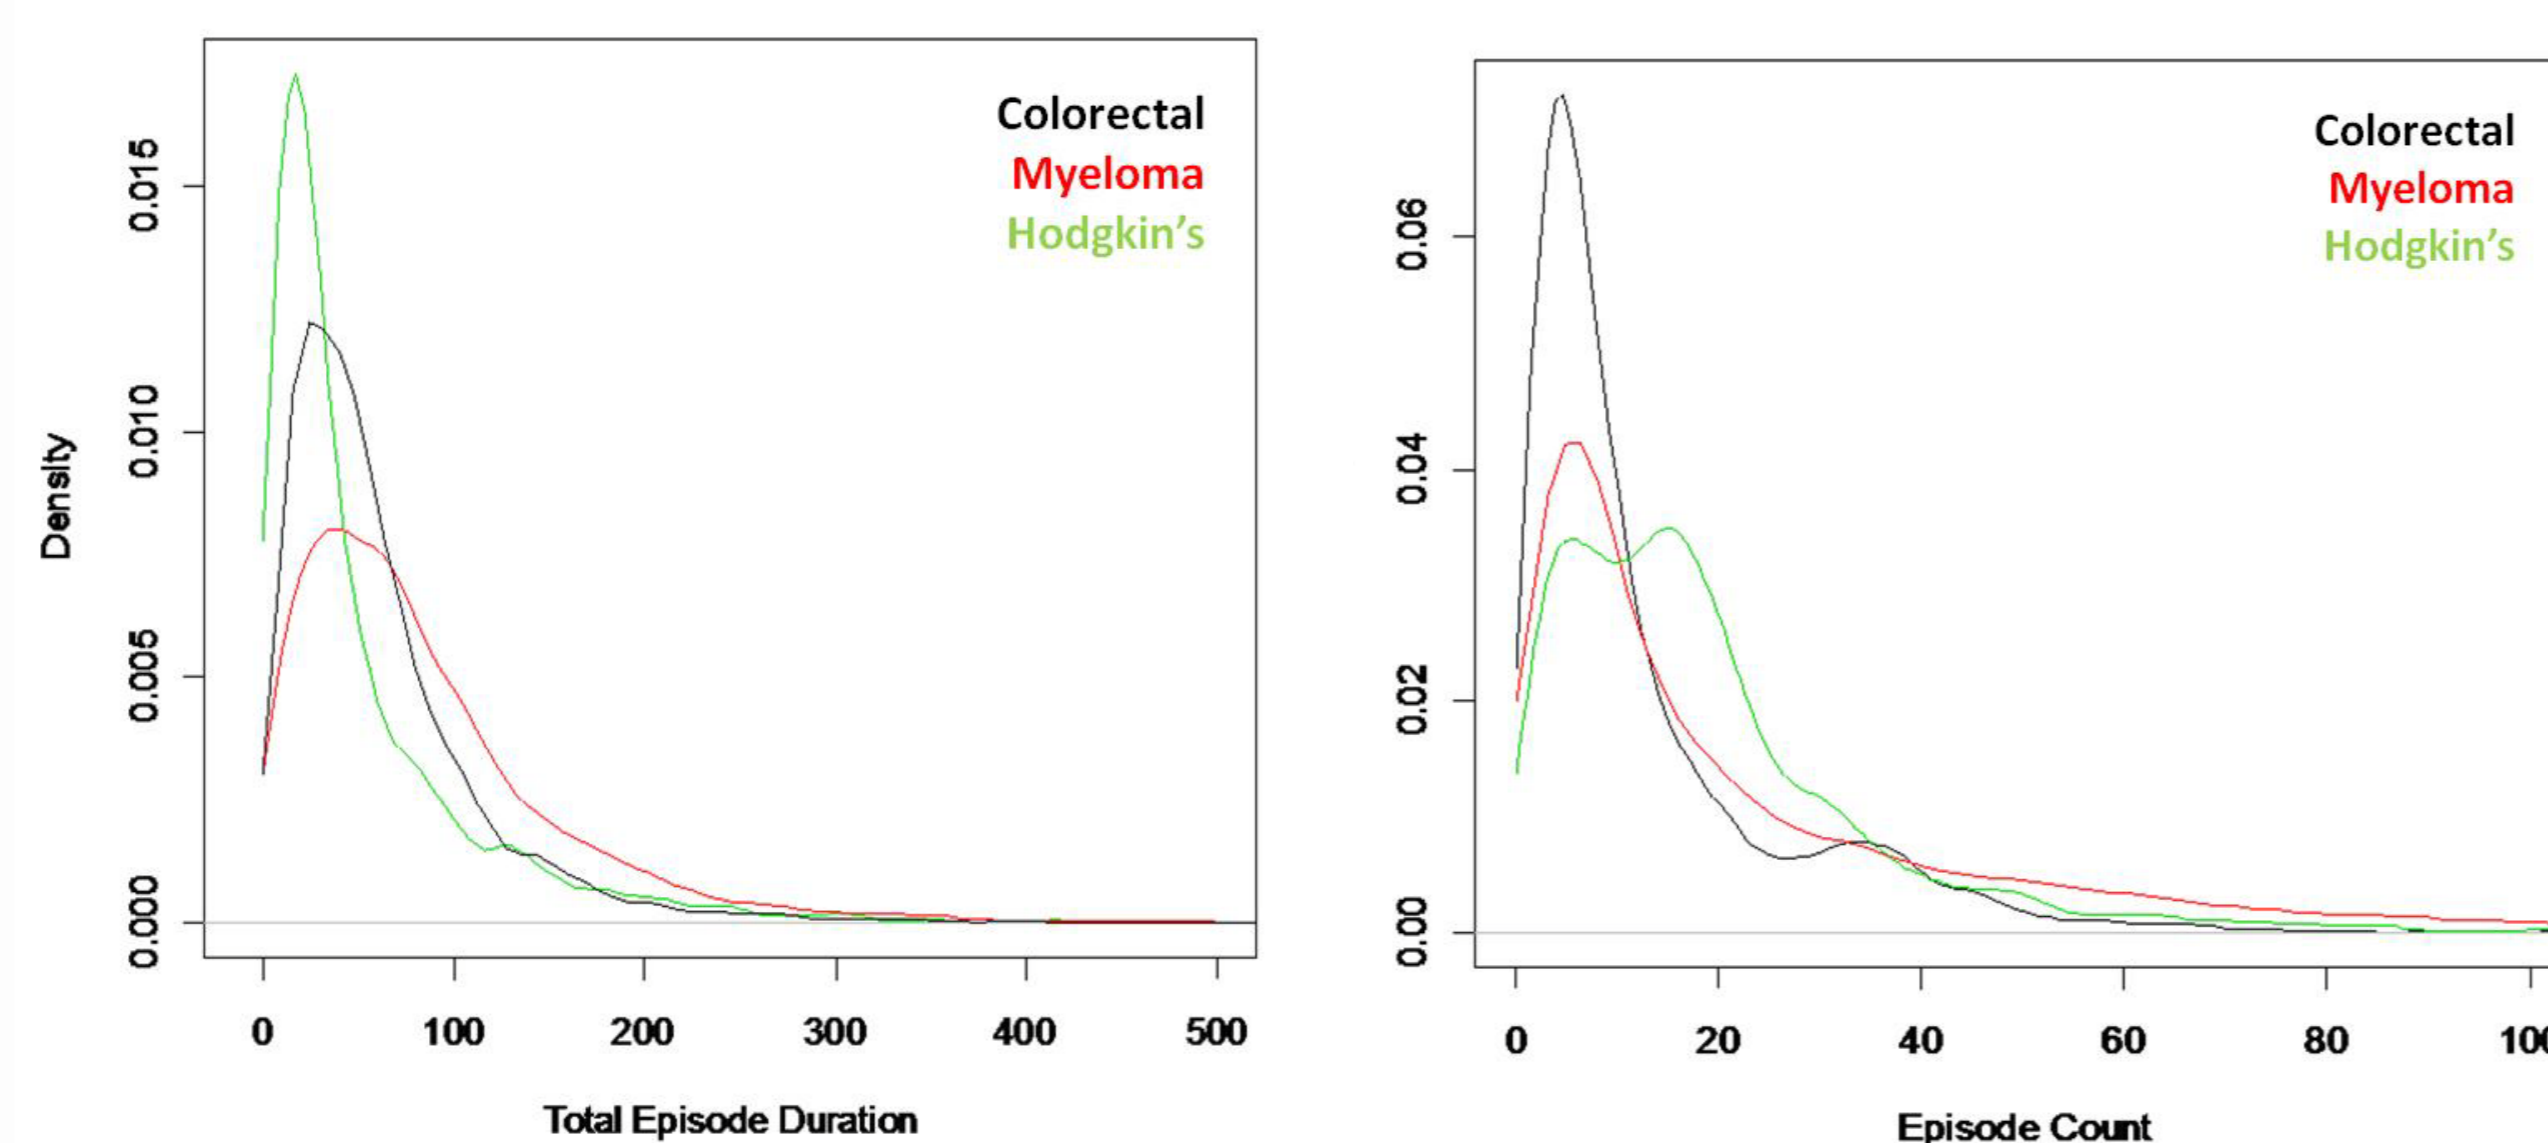 Colorectal
Myeloma
Hodgkin's
Density
0.015
0.010
0.005
0.000
0 100 200 300 400 500
Total Episode Duration
Colorectal
Myeloma
Hodgkin's
0.06
0.04
0.02
0.00
0 20 40 60 80 100
Episode Count